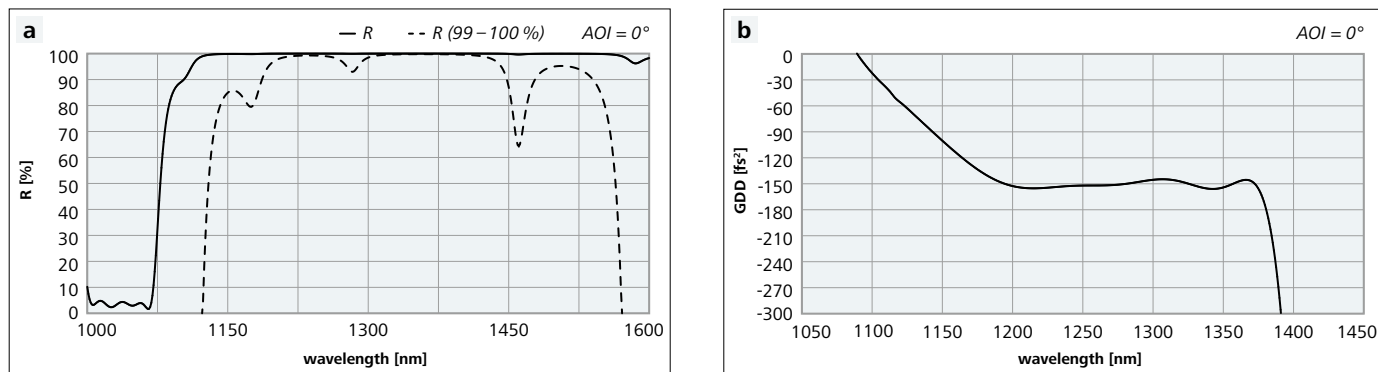 a
R R (99 – 100 %) AOI = 0°
100
90
80
70
60
50
40
30
20
10
0
R [%]
1000 1150 1300 1450 1600
wavelength [nm]
b
AOI = 0°
0
-30
-60
-90
-120
-150
-180
-210
-240
-270
-300
GDD [fs²]
1050 1100 1150 1200 1250 1300 1350 1400 1450
wavelength [nm]